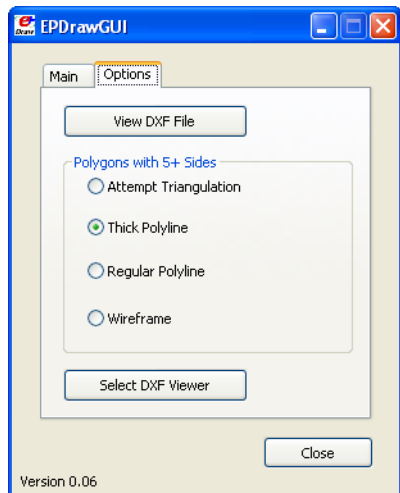 e
Draw
EPDrawGUI
Main
Options
View DXF File
Polygons with 5+ Sides
Attempt Triangulation
Thick Polyline
Regular Polyline
Wireframe
Select DXF Viewer
Close
Version 0.06